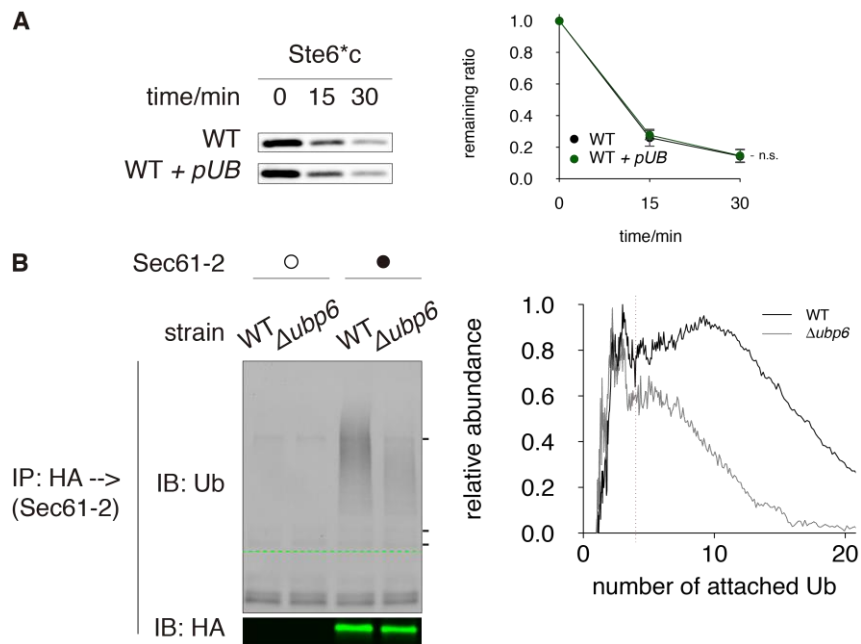 A
Ste6*c
time/min 0 15 30
WT
WT + pUB
remaining ratio
1.0
0.8
0.6
0.4
0.2
0.0
WT
WT + pUB
- n.s.
0 15 30
time/min
B
Sec61-2
strain WT Δubp6 WT Δubp6
IP: HA -->
(Sec61-2)
IB: Ub
IB: HA
relative abundance
1.0
0.8
0.6
0.4
0.2
0.0
WT
Δubp6
0 10 20
number of attached Ub